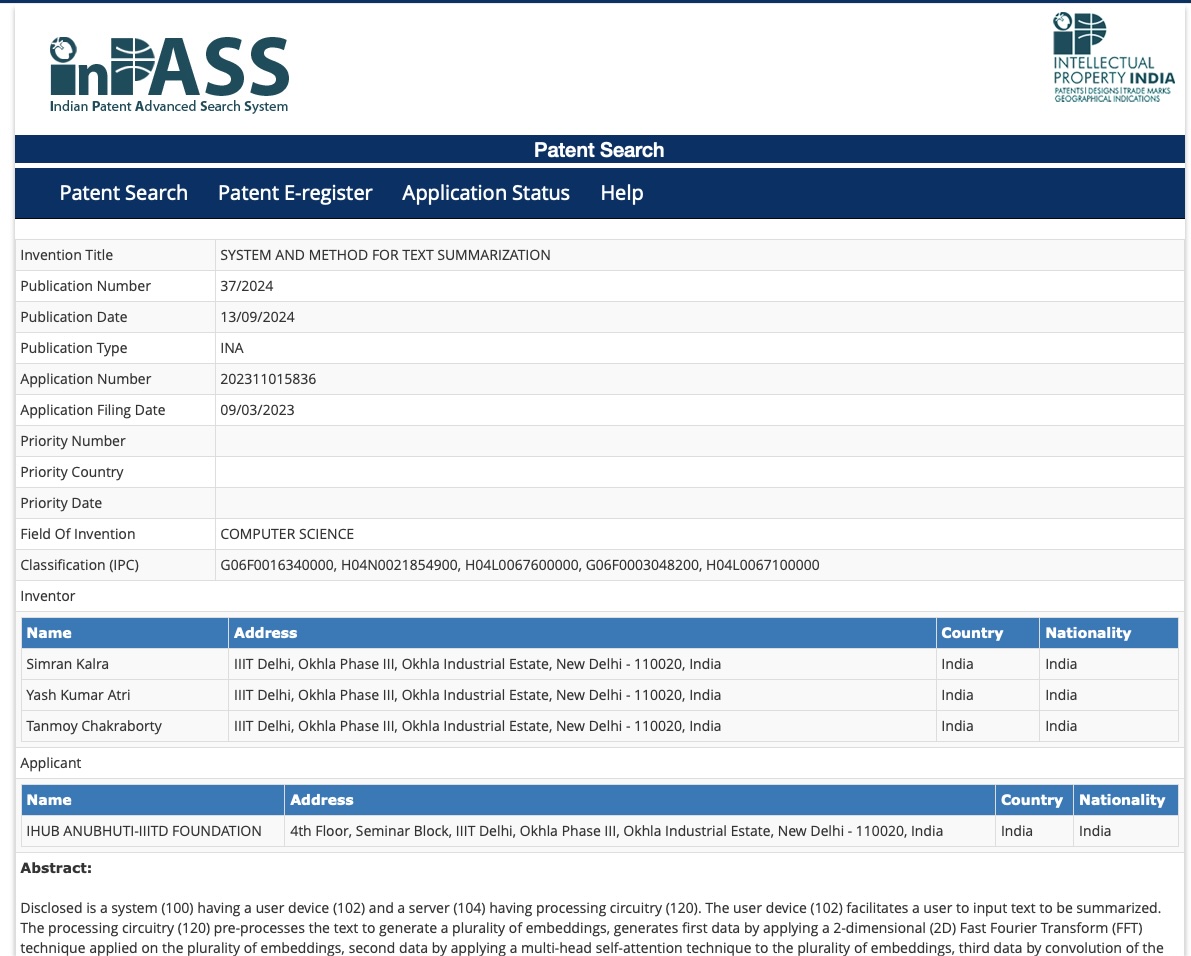 inPASS
Indian Patent Advanced Search System
INTELLECTUAL
PROPERTY INDIA
PATENTS | DESIGNS | TRADE MARKS
GEOGRAPHICAL INDICATIONS
Patent Search
Patent Search Patent E-register Application Status Help
Invention Title SYSTEM AND METHOD FOR TEXT SUMMARIZATION
Publication Number 37/2024
Publication Date 13/09/2024
Publication Type INA
Application Number 202311015836
Application Filing Date 09/03/2023
Priority Number
Priority Country
Priority Date
Field Of Invention COMPUTER SCIENCE
Classification (IPC) G06F0016340000, H04N0021854900, H04L0067600000, G06F0003048200, H04L0067100000
Inventor
Name Address Country Nationality
Simran Kalra IIIT Delhi, Okhla Phase III, Okhla Industrial Estate, New Delhi - 110020, India India India
Yash Kumar Atri IIIT Delhi, Okhla Phase III, Okhla Industrial Estate, New Delhi - 110020, India India India
Tanmoy Chakraborty IIIT Delhi, Okhla Phase III, Okhla Industrial Estate, New Delhi - 110020, India India India
Applicant
Name Address Country Nationality
IHUB ANUBHUTI-IIITD FOUNDATION 4th Floor, Seminar Block, IIIT Delhi, Okhla Phase III, Okhla Industrial Estate, New Delhi - 110020, India India India
Abstract:
Disclosed is a system (100) having a user device (102) and a server (104) having processing circuitry (120). The user device (102) facilitates a user to input text to be summarized.
The processing circuitry (120) pre-processes the text to generate a plurality of embeddings, generates first data by applying a 2-dimensional (2D) Fast Fourier Transform (FFT)
technique applied on the plurality of embeddings, second data by applying a multi-head self-attention technique to the plurality of embeddings, third data by convolution of the